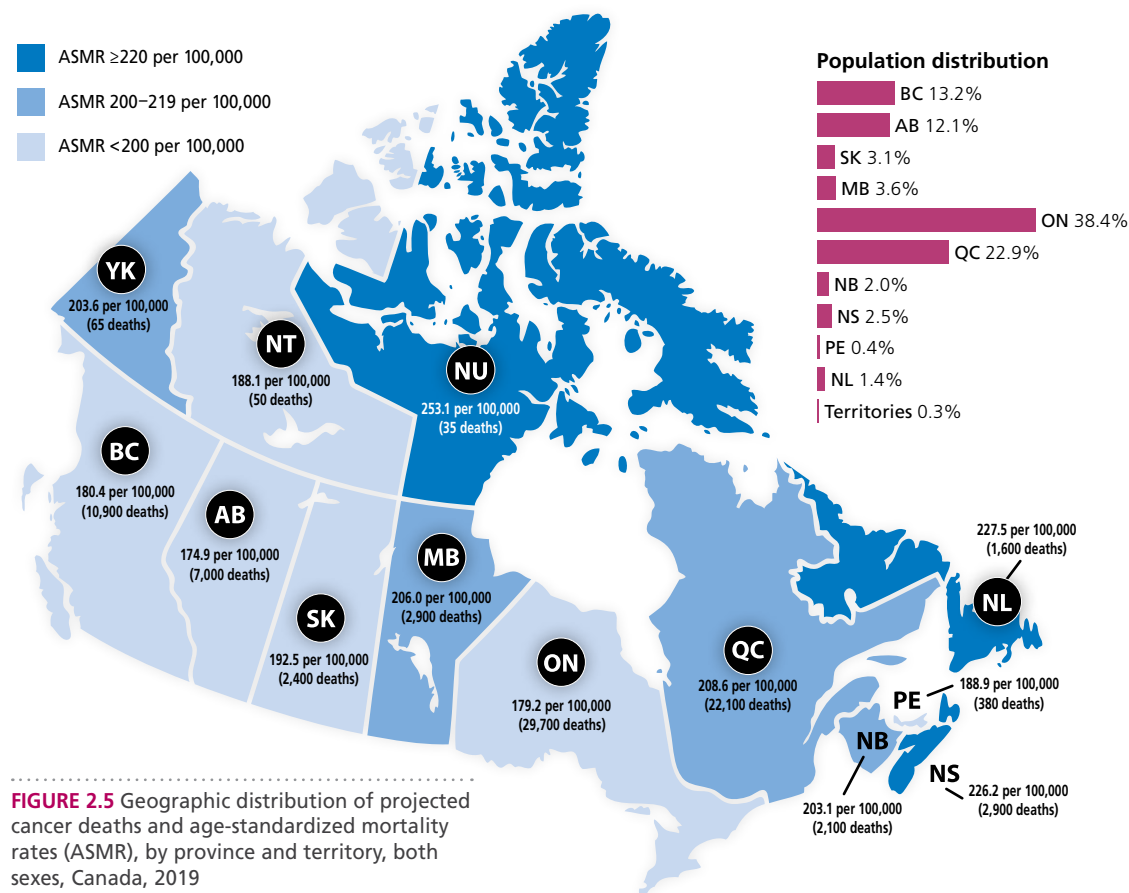 ASMR ≥220 per 100,000
ASMR 200–219 per 100,000
ASMR <200 per 100,000
Population distribution
BC 13.2%
AB 12.1%
SK 3.1%
MB 3.6%
ON 38.4%
QC 22.9%
NB 2.0%
NS 2.5%
PE 0.4%
NL 1.4%
Territories 0.3%
YK
203.6 per 100,000
(65 deaths)
NT
188.1 per 100,000
(50 deaths)
NU
253.1 per 100,000
(35 deaths)
BC
180.4 per 100,000
(10,900 deaths)
AB
174.9 per 100,000
(7,000 deaths)
SK
192.5 per 100,000
(2,400 deaths)
MB
206.0 per 100,000
(2,900 deaths)
ON
179.2 per 100,000
(29,700 deaths)
QC
208.6 per 100,000
(22,100 deaths)
227.5 per 100,000
(1,600 deaths)
NL
PE
188.9 per 100,000
(380 deaths)
NB
203.1 per 100,000
(2,100 deaths)
NS
226.2 per 100,000
(2,900 deaths)
FIGURE 2.5 Geographic distribution of projected
cancer deaths and age-standardized mortality
rates (ASMR), by province and territory, both
sexes, Canada, 2019